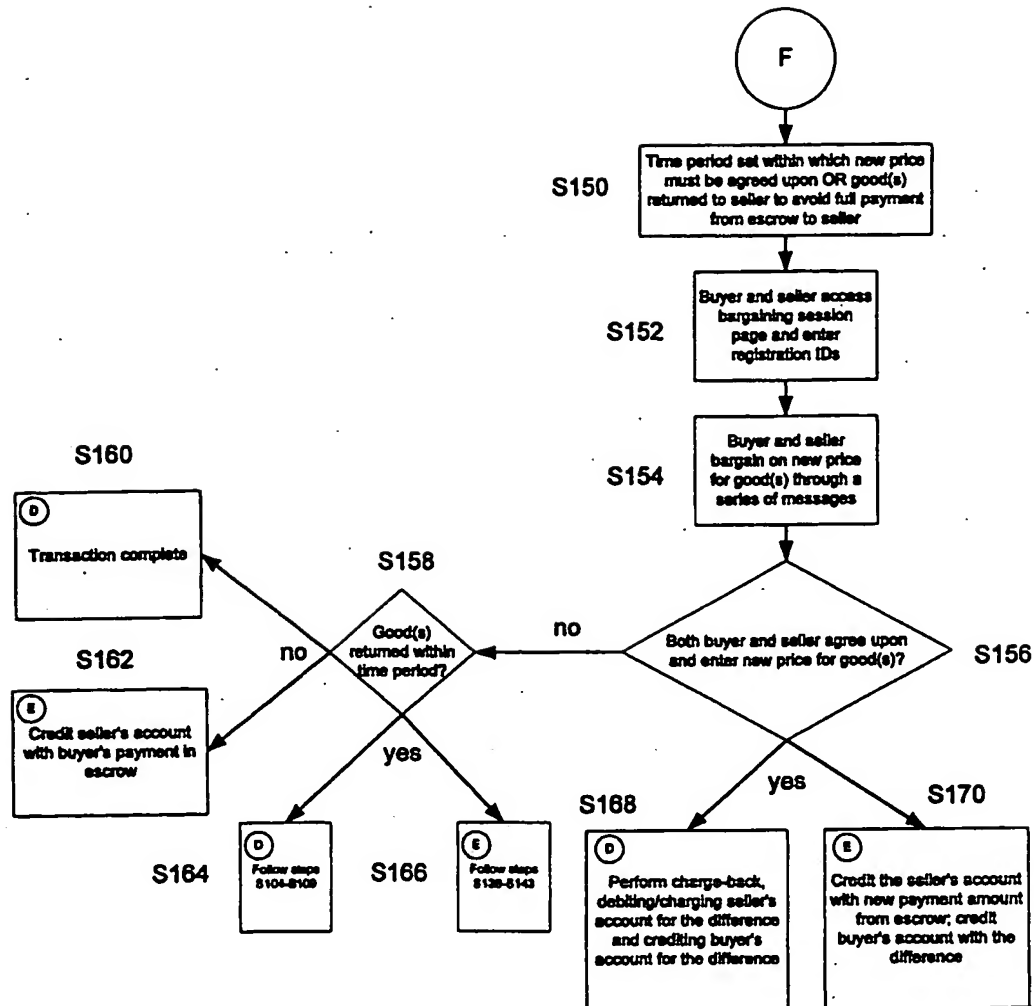 F
S150
Time period set within which new price
must be agreed upon OR good(s)
returned to seller to avoid full payment
from escrow to seller
S152
Buyer and seller access
bargaining session
page and enter
registration IDs
S154
Buyer and seller
bargain on new price
for good(s) through a
series of messages
S156
Both buyer and seller agree upon
and enter new price for good(s)?
no
yes
S158
Good(s)
returned within
time period?
no
yes
S160
D
Transaction complete
S162
E
Credit seller's account
with buyer's payment in
escrow
S164
D
Follow steps
S104-S109
S166
E
Follow steps
S168
D
Perform charge-back,
debiting/charging seller's
account for the difference
and crediting buyer's
account for the difference
S170
E
Credit the seller's account
with new payment amount
from escrow; credit
buyer's account with the
difference